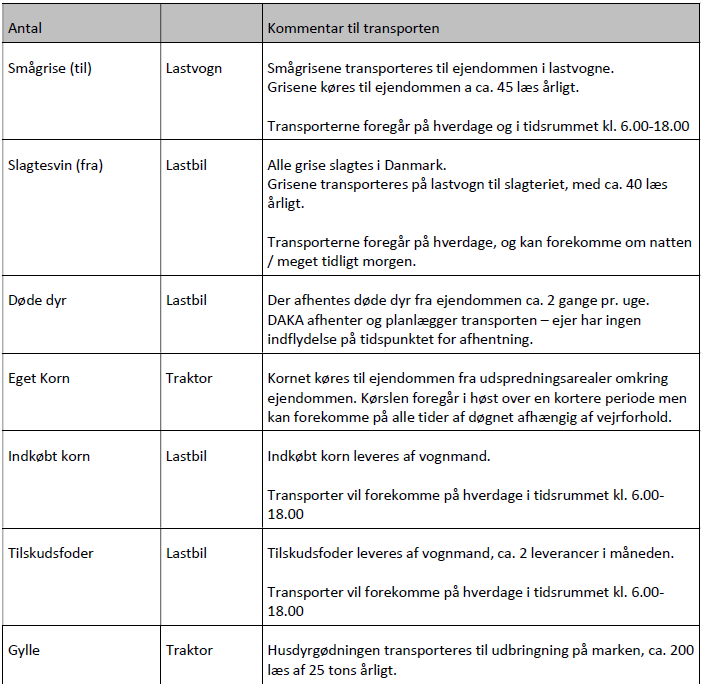 Antal Kommentar til transporten
Smågrise (til) Lastvogn Smågrisene transporteres til ejendommen i lastvogne.
Grisene køres til ejendommen a ca. 45 læs årligt.
Transporterne foregår på hverdage og i tidsrummet kl. 6.00-18.00
Slagtesvin (fra) Lastbil Alle grise slagtes i Danmark.
Grisene transporteres på lastvogn til slagteriet, med ca. 40 læs
årligt.
Transporterne foregår på hverdage, og kan forekomme om natten
/ meget tidligt morgen.
Døde dyr Lastbil Der afhentes døde dyr fra ejendommen ca. 2 gange pr. uge.
DAKA afhenter og planlægger transporten – ejer har ingen
indflydelse på tidspunktet for afhentning.
Eget Korn Traktor Kornet køres til ejendommen fra udspredningsarealer omkring
ejendommen. Kørslen foregår i høst over en kortere periode men
kan forekomme på alle tider af døgnet afhængig af vejrforhold.
Indkøbt korn Lastbil Indkøbt korn leveres af vognmand.
Transporter vil forekomme på hverdage i tidsrummet kl. 6.00-
18.00
Tilskudsfoder Lastbil Tilskudsfoder leveres af vognmand, ca. 2 leverancer i måneden.
Transporter vil forekomme på hverdage i tidsrummet kl. 6.00-
18.00
Gylle Traktor Husdyrgødningen transporteres til udbringning på marken, ca. 200
læs af 25 tons årligt.